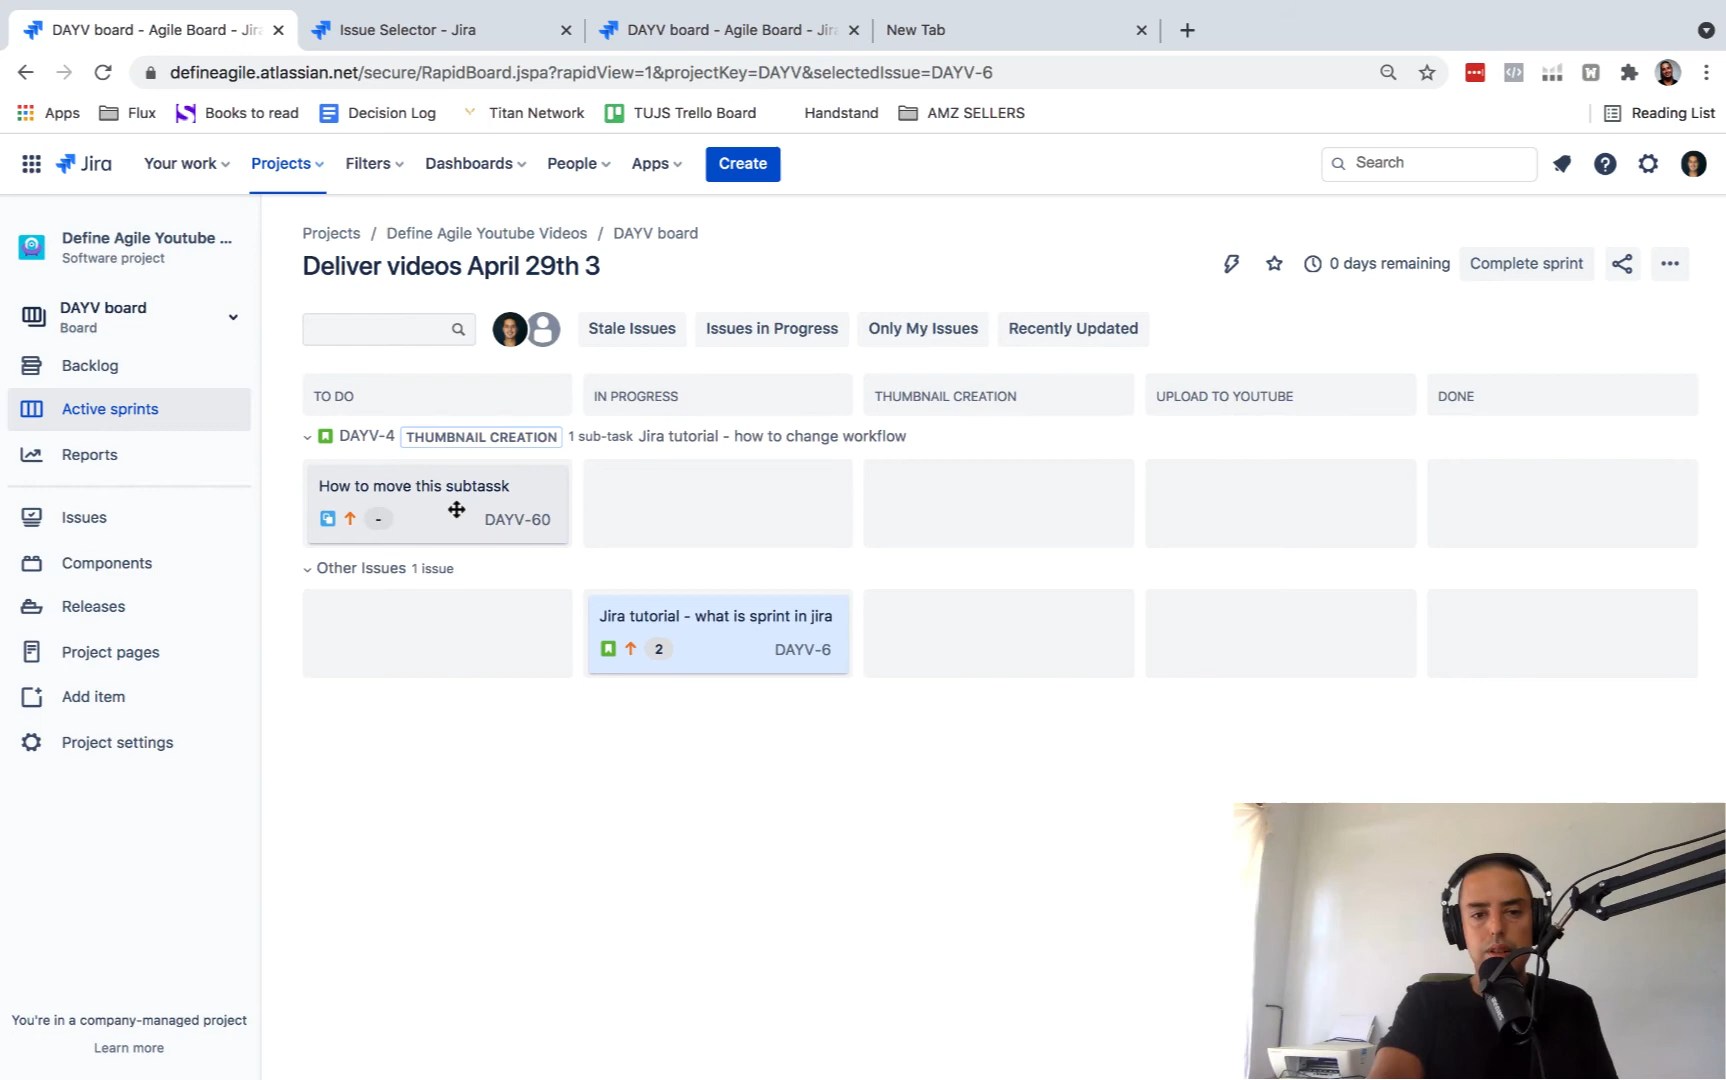 DAYV board - Agile Board - Jir
Issue Selector - Jira
DAYV board - Agile Board - Jira
New Tab
defineagile.atlassian.net/secure/RapidBoard.jspa?rapidView=1&projectKey=DAYV&selectedIssue=DAYV-6
Apps
Flux
Books to read
Decision Log
Titan Network
TUJS Trello Board
Handstand
AMZ SELLERS
Reading List
Jira
Your work
Projects
Filters
Dashboards
People
Apps
Create
Search
Define Agile Youtube ...
Software project
DAYV board
Board
Backlog
Active sprints
Reports
Issues
Components
Releases
Project pages
Add item
Project settings
You're in a company-managed project
Learn more
Projects / Define Agile Youtube Videos / DAYV board
Deliver videos April 29th 3
0 days remaining
Complete sprint
Stale Issues
Issues in Progress
Only My Issues
Recently Updated
TO DO
IN PROGRESS
THUMBNAIL CREATION
UPLOAD TO YOUTUBE
DONE
DAYV-4 THUMBNAIL CREATION 1 sub-task Jira tutorial - how to change workflow
How to move this subtassk
- DAYV-60
Other Issues 1 issue
Jira tutorial - what is sprint in jira
2 DAYV-6